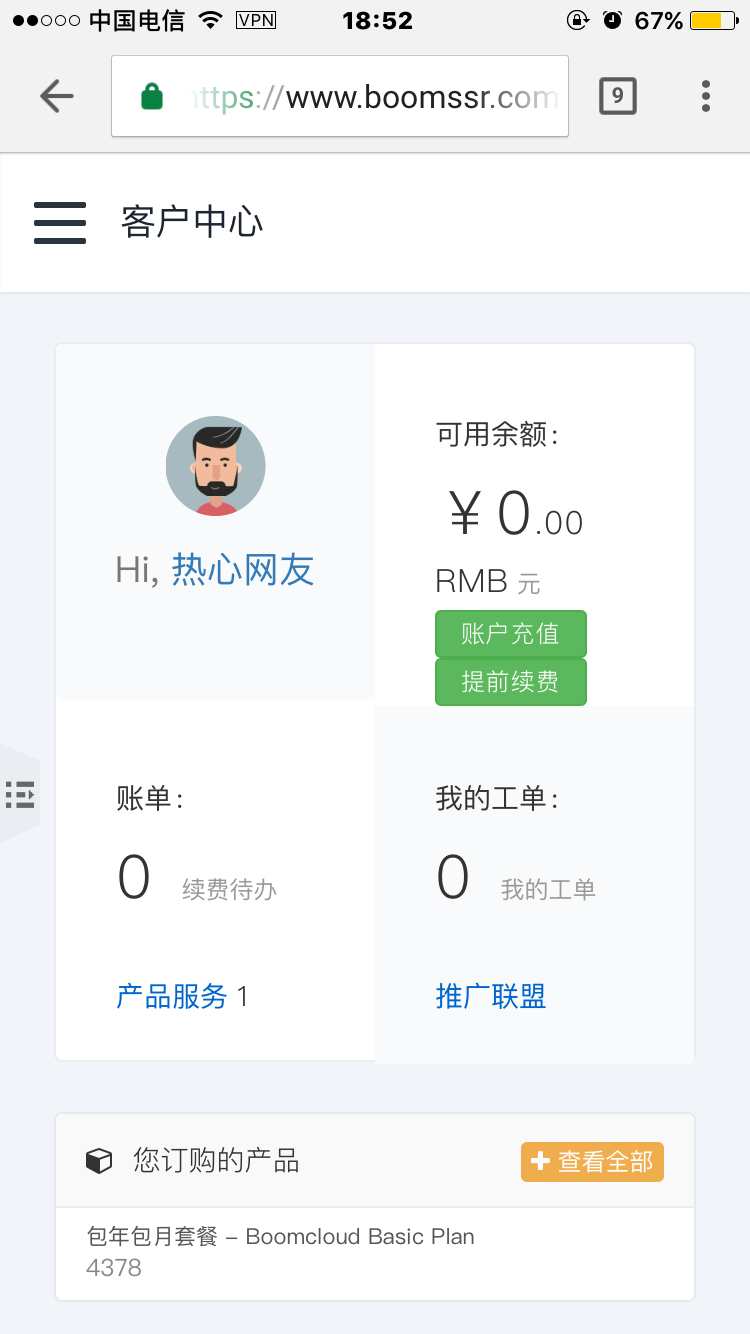 中国电信 VPN 18:52 67%
https://www.boomssr.com
9
客户中心
Hi, 热心网友
可用余额：
¥0.00
RMB 元
账户充值
提前续费
账单：
0 续费待办
产品服务 1
我的工单：
0 我的工单
推广联盟
您订购的产品
查看全部
包年包月套餐 – Boomcloud Basic Plan
4378